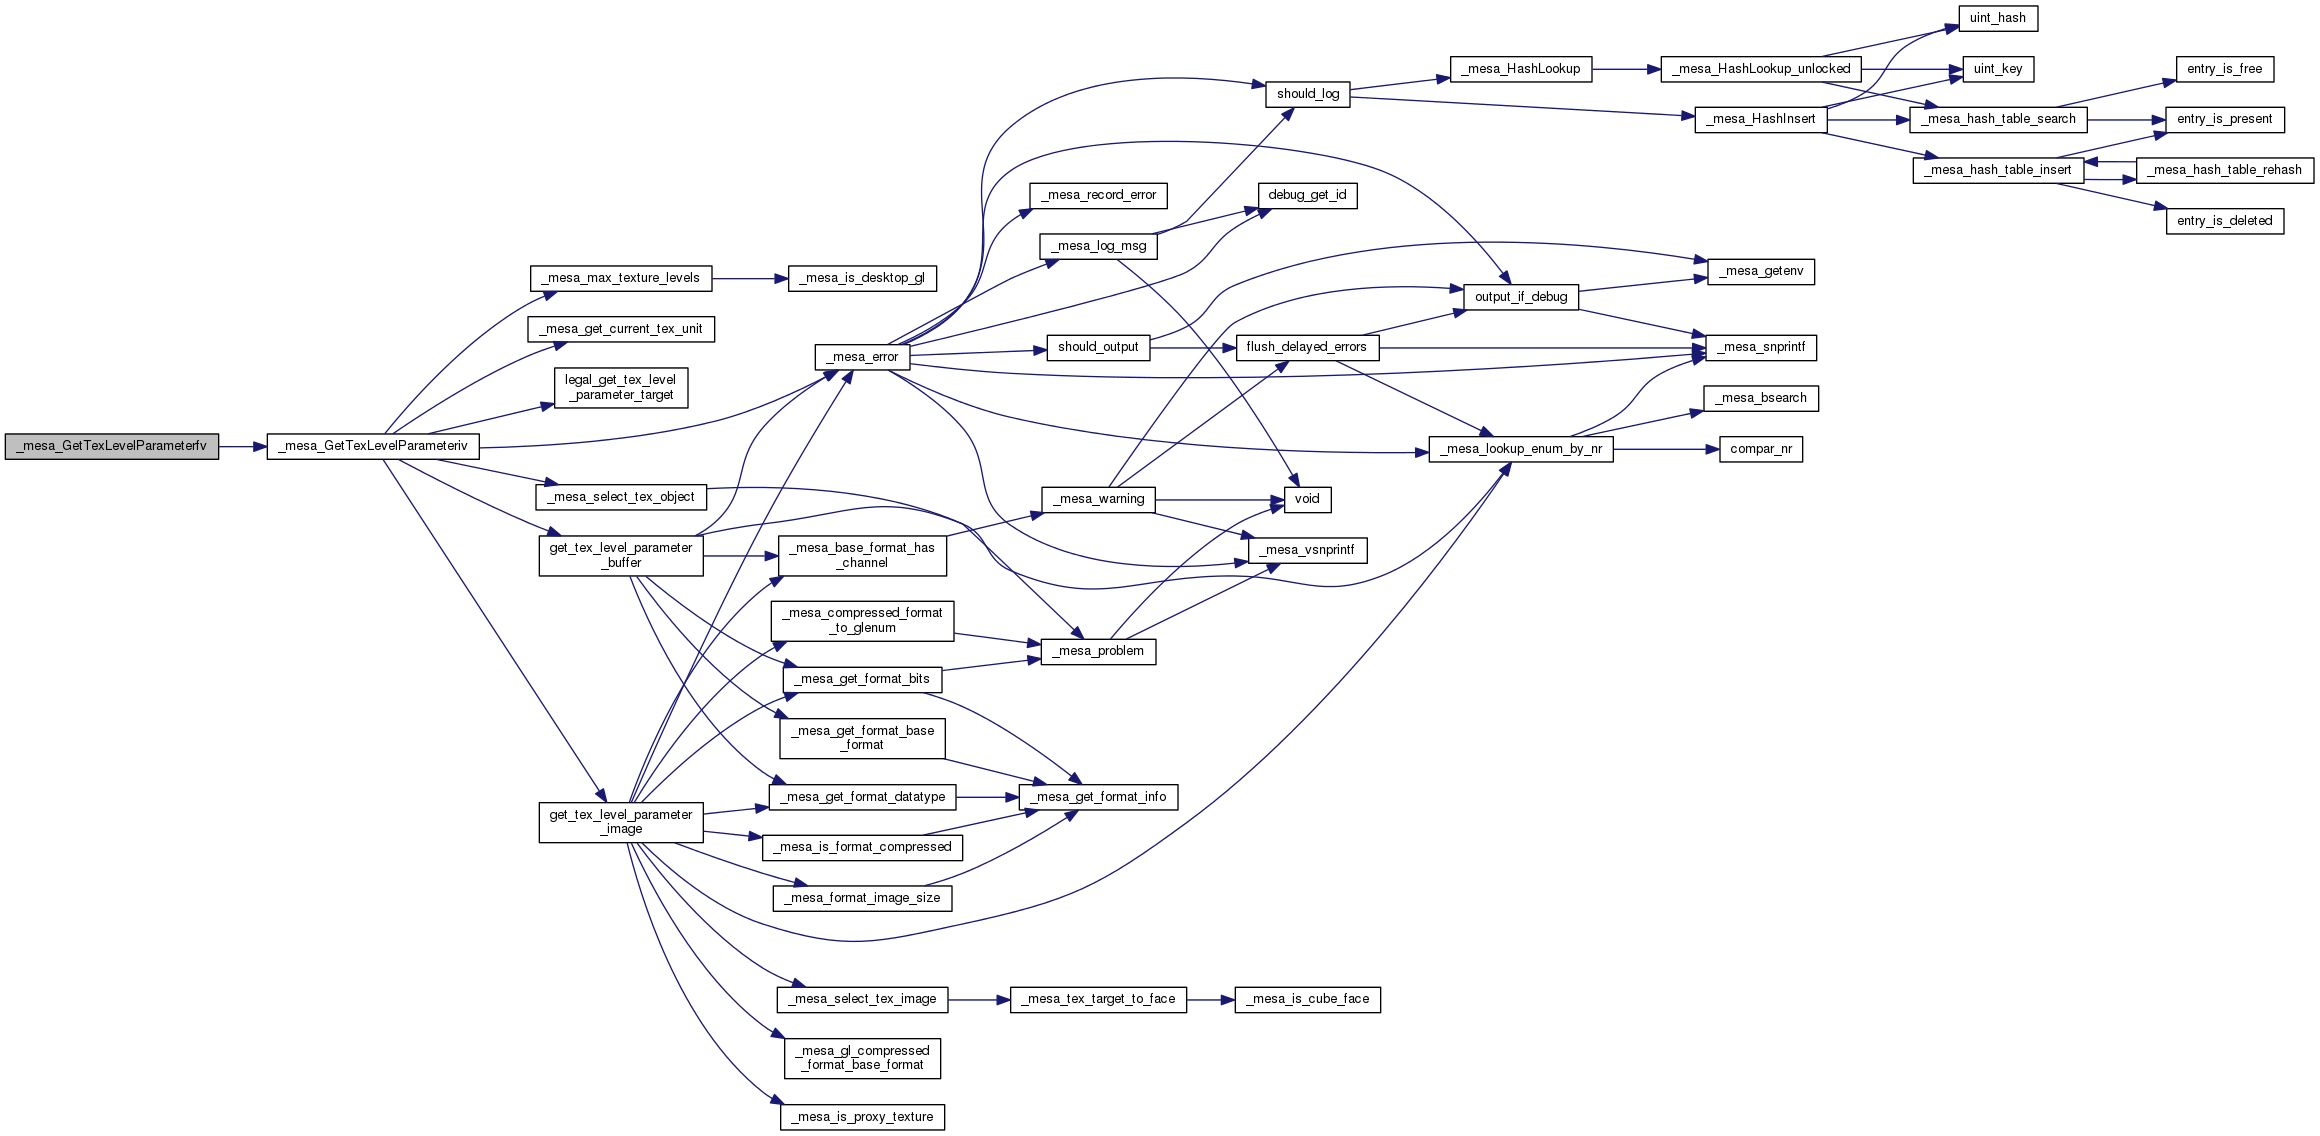 _mesa_GetTexLevelParameterfv
_mesa_GetTexLevelParameteriv
_mesa_max_texture_levels
_mesa_get_current_tex_unit
legal_get_tex_level
_parameter_target
_mesa_select_tex_object
get_tex_level_parameter
_buffer
get_tex_level_parameter
_image
_mesa_is_desktop_gl
_mesa_error
_mesa_base_format_has
_channel
_mesa_compressed_format
_to_glenum
_mesa_get_format_bits
_mesa_get_format_base
_format
_mesa_get_format_datatype
_mesa_is_format_compressed
_mesa_format_image_size
_mesa_select_tex_image
_mesa_gl_compressed
_format_base_format
_mesa_is_proxy_texture
_mesa_record_error
_mesa_log_msg
should_output
_mesa_warning
_mesa_problem
_mesa_get_format_info
_mesa_tex_target_to_face
should_log
debug_get_id
flush_delayed_errors
void
_mesa_vsnprintf
_mesa_is_cube_face
_mesa_HashLookup
output_if_debug
_mesa_lookup_enum_by_nr
_mesa_HashLookup_unlocked
_mesa_HashInsert
_mesa_getenv
_mesa_snprintf
_mesa_bsearch
compar_nr
uint_hash
uint_key
_mesa_hash_table_search
_mesa_hash_table_insert
entry_is_free
entry_is_present
_mesa_hash_table_rehash
entry_is_deleted